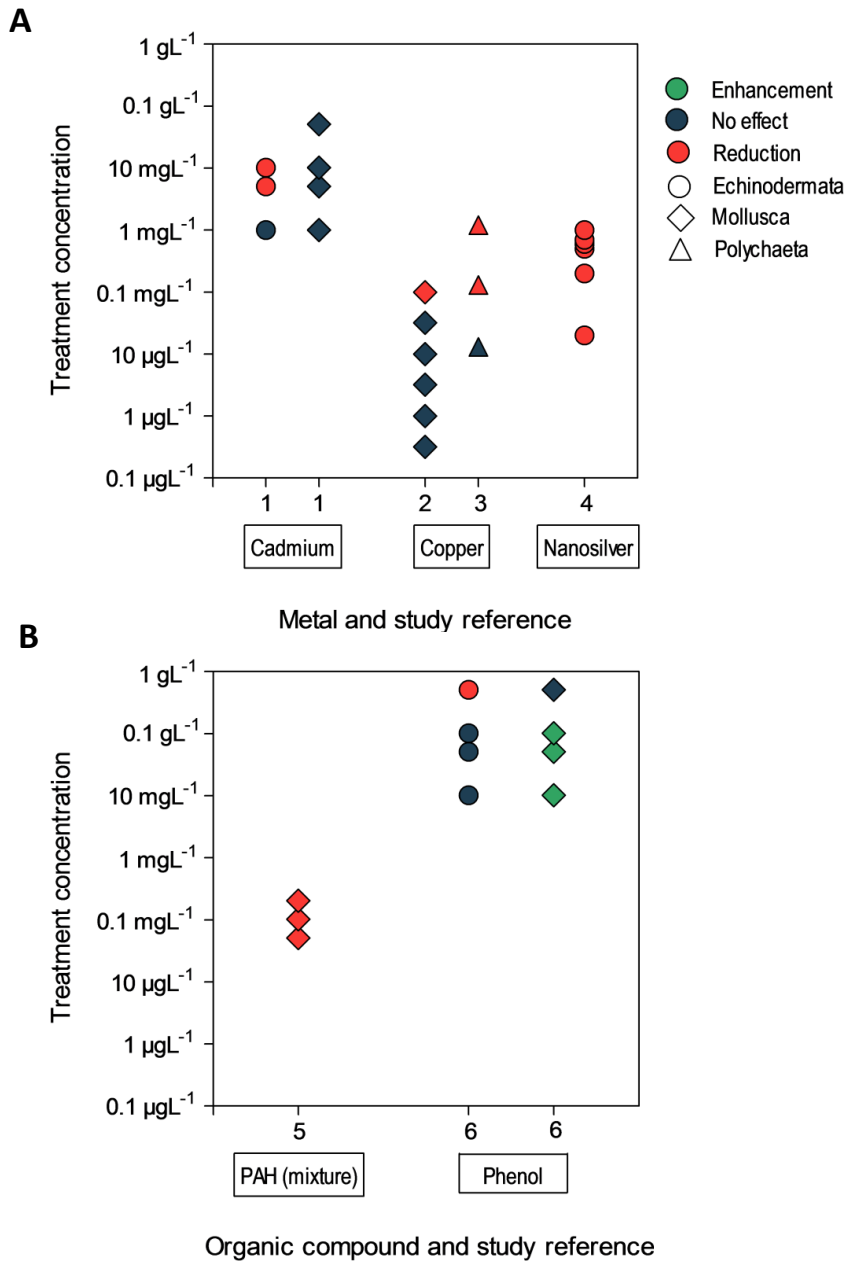 A
1 gL-1
0.1 gL-1
10 mgL-1
1 mgL-1
0.1 mgL-1
10 µgL-1
1 µgL-1
0.1 µgL-1
Treatment concentration
Enhancement
No effect
Reduction
Echinodermata
Mollusca
Polychaeta
1 1 2 3 4
Cadmium Copper Nanosilver
Metal and study reference
B
1 gL-1
0.1 gL-1
10 mgL-1
1 mgL-1
0.1 mgL-1
10 µgL-1
1 µgL-1
0.1 µgL-1
Treatment concentration
5 6 6
PAH (mixture) Phenol
Organic compound and study reference